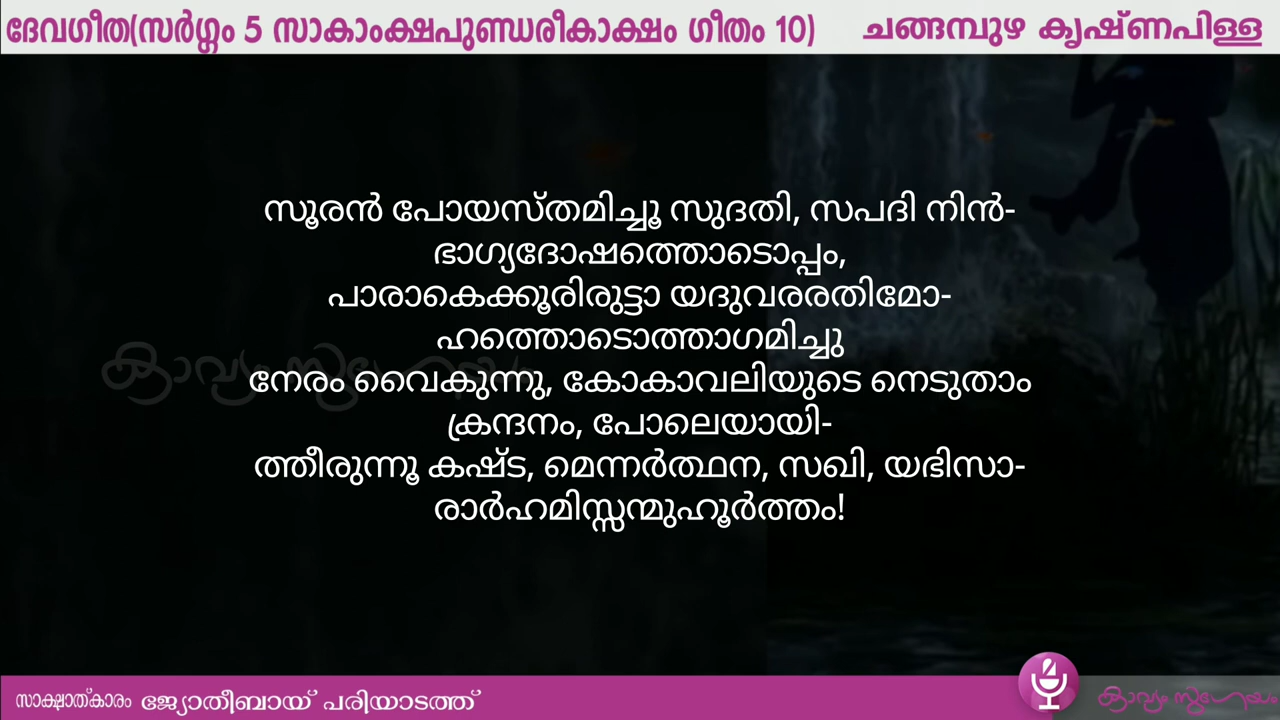 ദേവഗീത(സർഗ്ഗം 5 സാകാംക്ഷപുണ്ഡരീകാക്ഷം ഗീതം 10) ചങ്ങമ്പുഴ കൃഷ്ണപിള്ള
സൂരൻ പോയസ്തമിച്ചൂ സുദതി, സപദി നിൻ-
ഭാഗ്യദോഷത്തൊടൊപ്പം,
പാരാകെക്കൂരിരുട്ടാ യദുവരരതിമോ-
ഹത്തൊടൊത്താഗമിച്ചു
നേരം വൈകുന്നു, കോകാവലിയുടെ നെടുതാം
ക്രന്ദനം, പോലെയായി-
ത്തീരുന്നൂ കഷ്ട, മെന്നർത്ഥന, സഖി, യഭിസാ-
രാർഹമിസ്സന്മുഹൂർത്തം!
സാക്ഷാത്കാരം ജ്യോതീബായ് പരിയാടത്ത്
കാവ്യം സുഗേയം